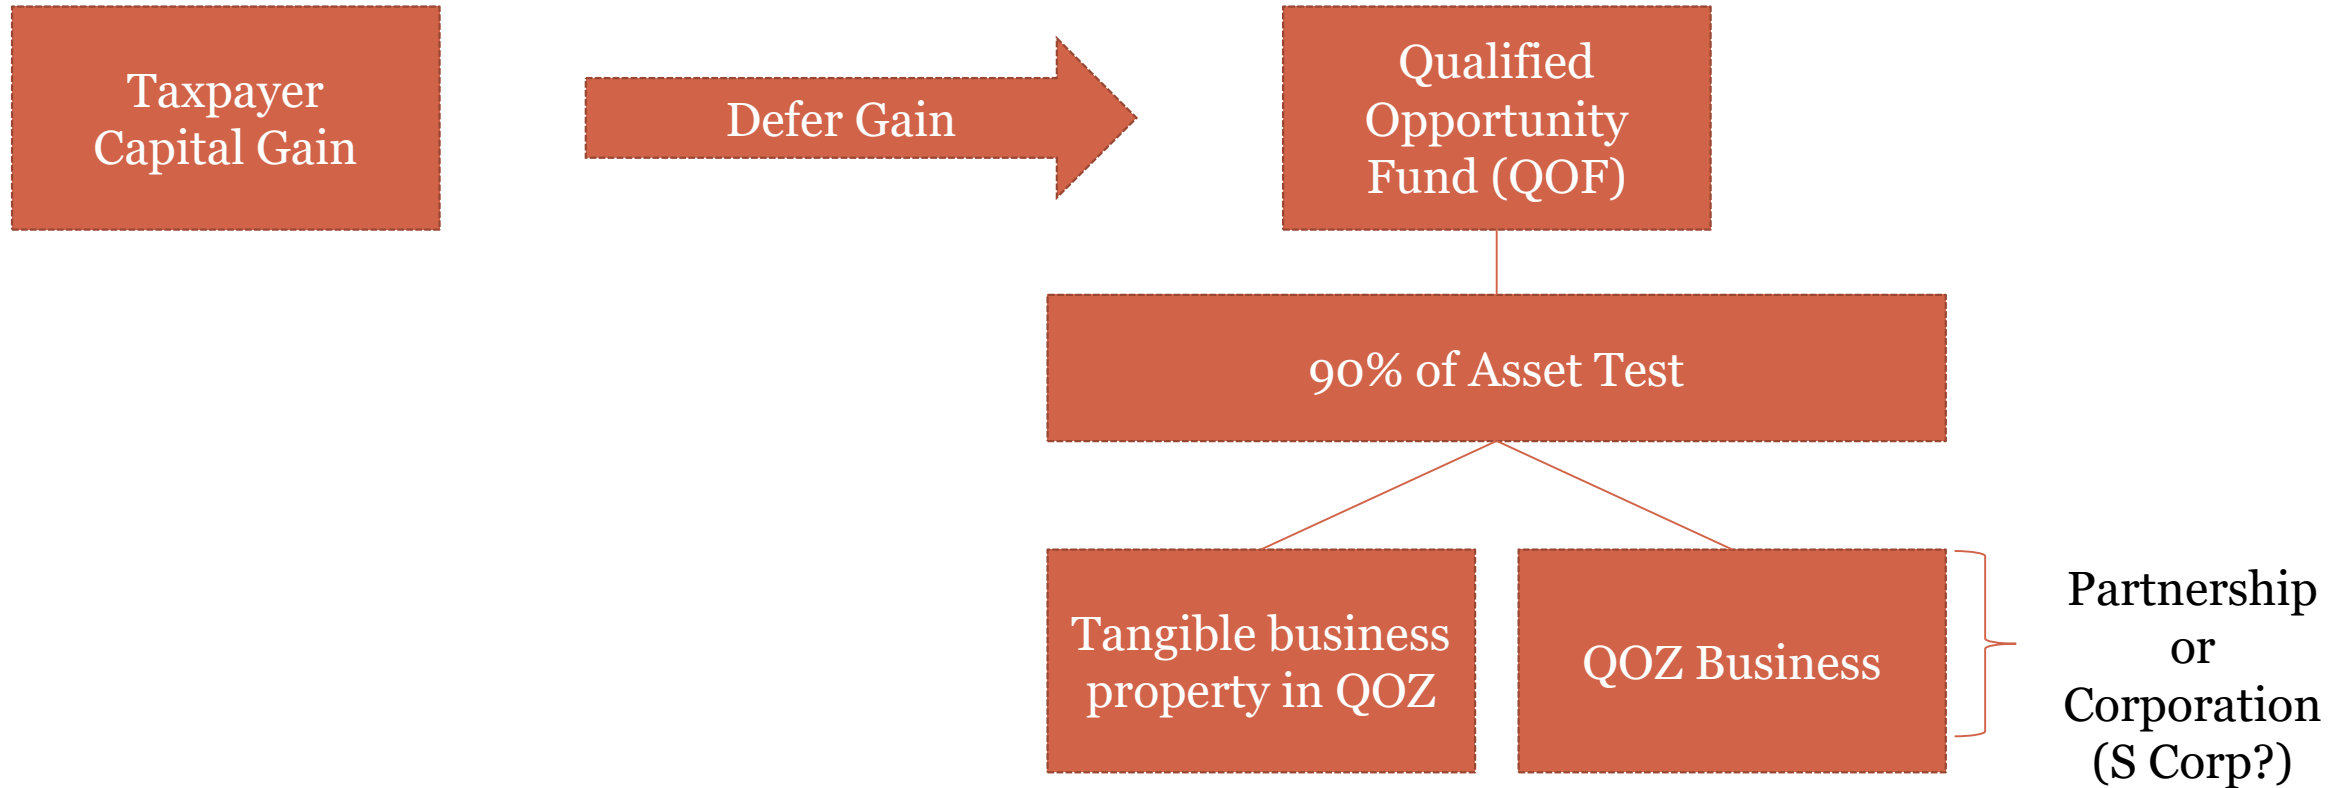 Taxpayer
Capital Gain
Defer Gain
Qualified
Opportunity
Fund (QOF)
90% of Asset Test
Tangible business
property in QOZ
QOZ Business
Partnership
or
Corporation
(S Corp?)